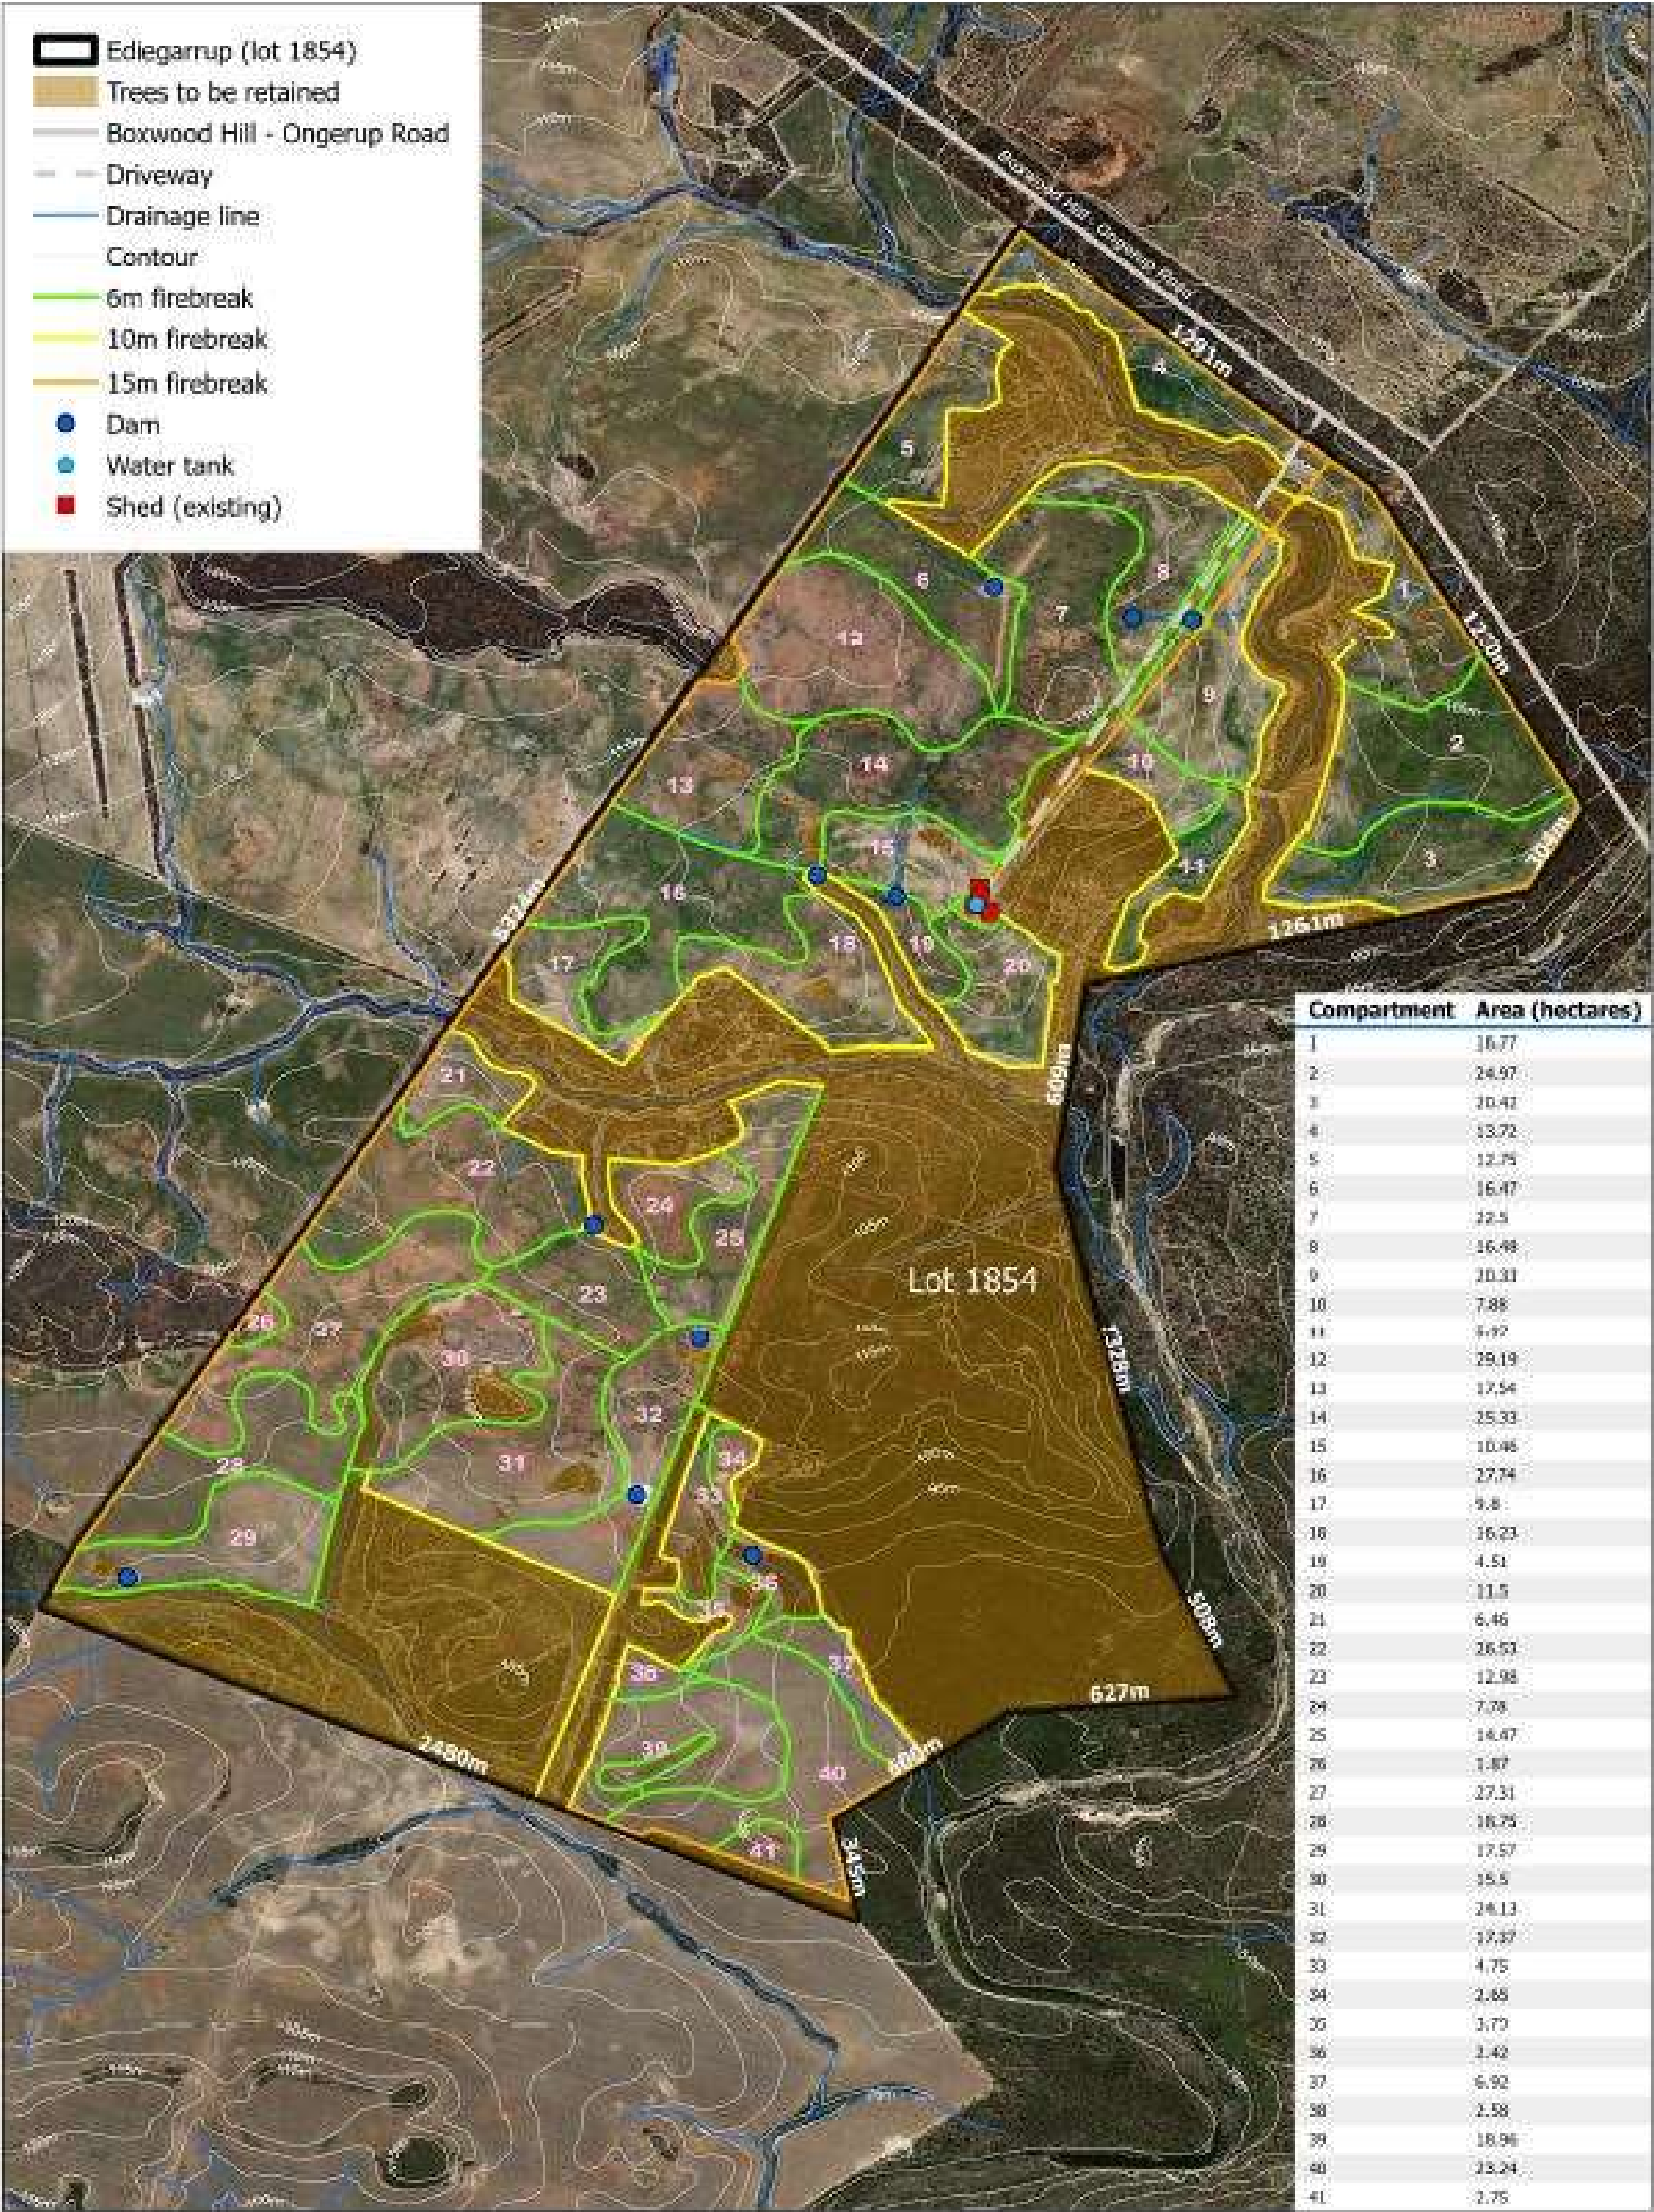 Ediegarrup (lot 1854)
Trees to be retained
Boxwood Hill - Ongerup Road
Driveway
Drainage line
Contour
6m firebreak
10m firebreak
15m firebreak
Dam
Water tank
Shed (existing)
Boxwood Hill - Ongerup Road
1291m
4
5
6
8
1
7
12
1220m
9
2
10
14
13
15
3
304m
11
16
5324m
1261m
18
19
17
20
609m
21
22
24
25
Lot 1854
23
26
27
30
1328m
32
34
31
28
33
29
508m
37
627m
2480m
40
41
345m
Compartment Area (hectares)
1 16.77
2 24.97
3 20.42
4 13.72
5 12.75
6 16.47
7 22.5
8 16.48
9 20.33
10 7.88
12 29.19
13 17.54
14 25.33
15 10.46
16 27.74
17 9.8
18 16.23
19 4.51
20 11.5
21 6.46
22 26.53
23 12.98
24 7.78
25 14.47
26 1.87
27 27.31
28 18.75
29 17.57
30 15.5
31 24.13
32 17.37
33 4.75
34 2.65
35 3.73
36 2.42
37 6.92
38 2.58
39 18.96
40 23.24
41 2.75